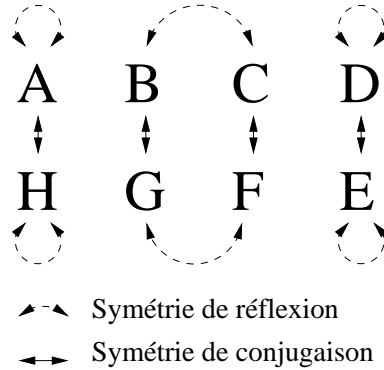 A B C D
H G F E
Symétrie de réflexion
Symétrie de conjugaison